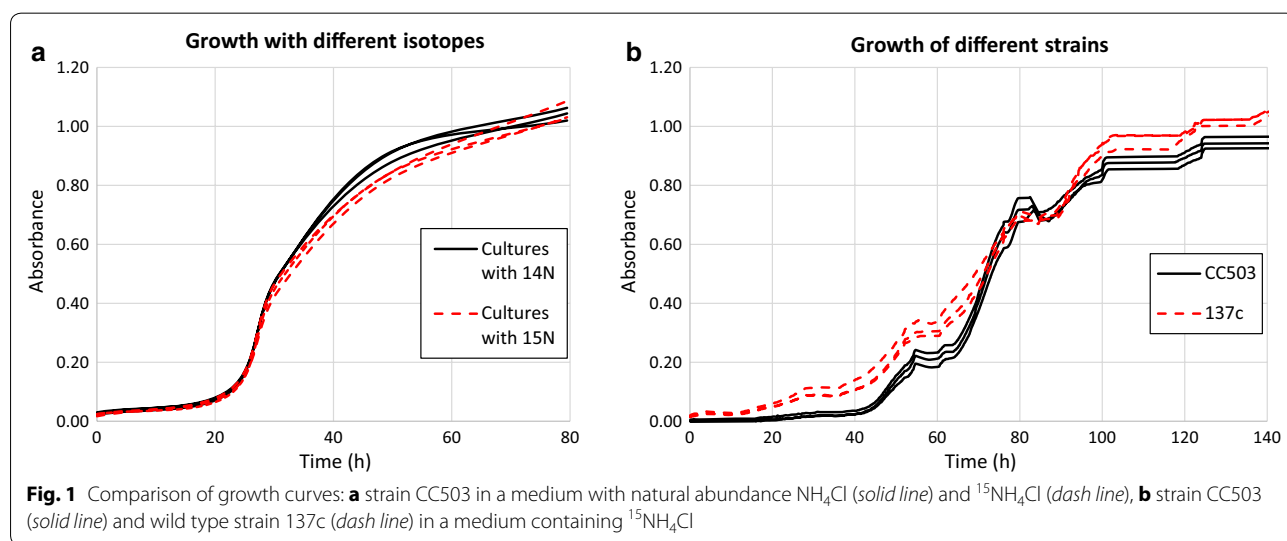 a
Growth with different isotopes
Absorbance
1.20
1.00
0.80
0.60
0.40
0.20
0.00
0
20
40
60
80
Time (h)
Cultures
with 14N
Cultures
with 15N
b
Growth of different strains
Absorbance
1.20
1.00
0.80
0.60
0.40
0.20
0.00
0
20
40
60
80
100
120
140
Time (h)
CC503
137c
Fig. 1 Comparison of growth curves: a strain CC503 in a medium with natural abundance NH₄Cl (solid line) and ¹⁵NH₄Cl (dash line), b strain CC503
(solid line) and wild type strain 137c (dash line) in a medium containing ¹⁵NH₄Cl